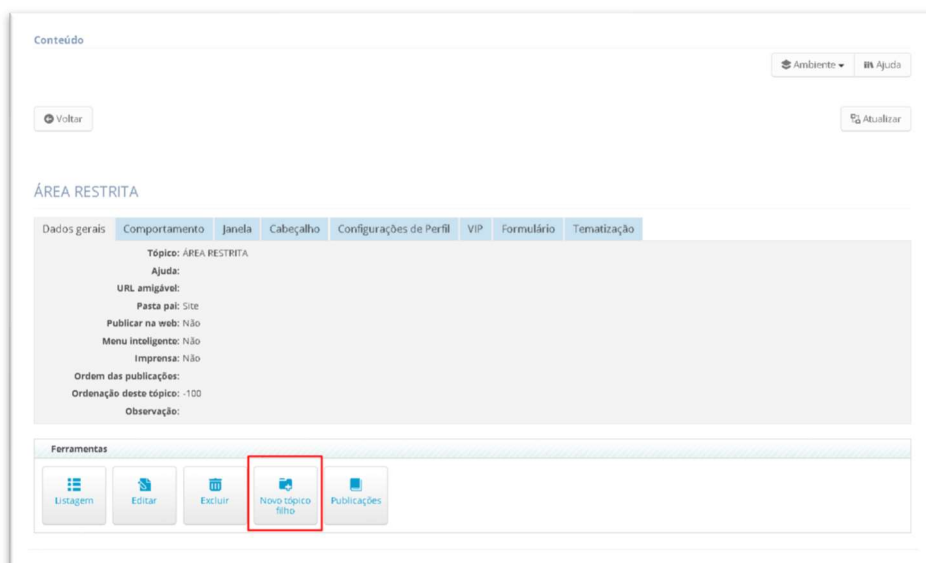 Conteúdo
Ambiente
Ajuda
Voltar
Atualizar
ÁREA RESTRITA
Dados gerais Comportamento Janela Cabeçalho Configurações de Perfil VIP Formulário Tematização
Tópico: ÁREA RESTRITA
Ajuda:
URL amigável:
Pasta pai: Site
Publicar na web: Não
Menu inteligente: Não
Imprensa: Não
Ordem das publicações:
Ordenação deste tópico: -100
Observação:
Ferramentas
Listagem Editar Excluir Novo tópico filho Publicações